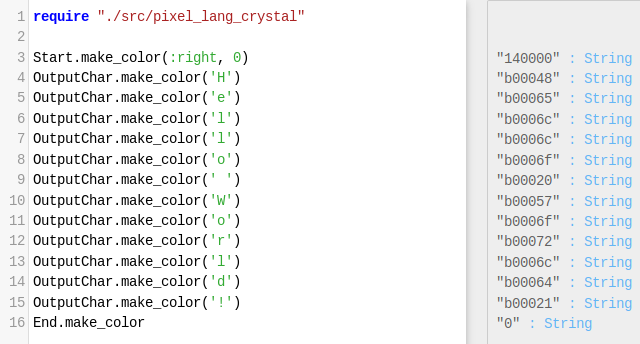 1 require "./src/pixel_lang_crystal"
2
3 Start.make_color(:right, 0) "140000" : String
4 OutputChar.make_color('H') "b00048" : String
5 OutputChar.make_color('e') "b00065" : String
6 OutputChar.make_color('l') "b0006c" : String
7 OutputChar.make_color('l') "b0006c" : String
8 OutputChar.make_color('o') "b0006f" : String
9 OutputChar.make_color(' ') "b00020" : String
10 OutputChar.make_color('W') "b00057" : String
11 OutputChar.make_color('o') "b0006f" : String
12 OutputChar.make_color('r') "b00072" : String
13 OutputChar.make_color('l') "b0006c" : String
14 OutputChar.make_color('d') "b00064" : String
15 OutputChar.make_color('!') "b00021" : String
16 End.make_color "0" : String